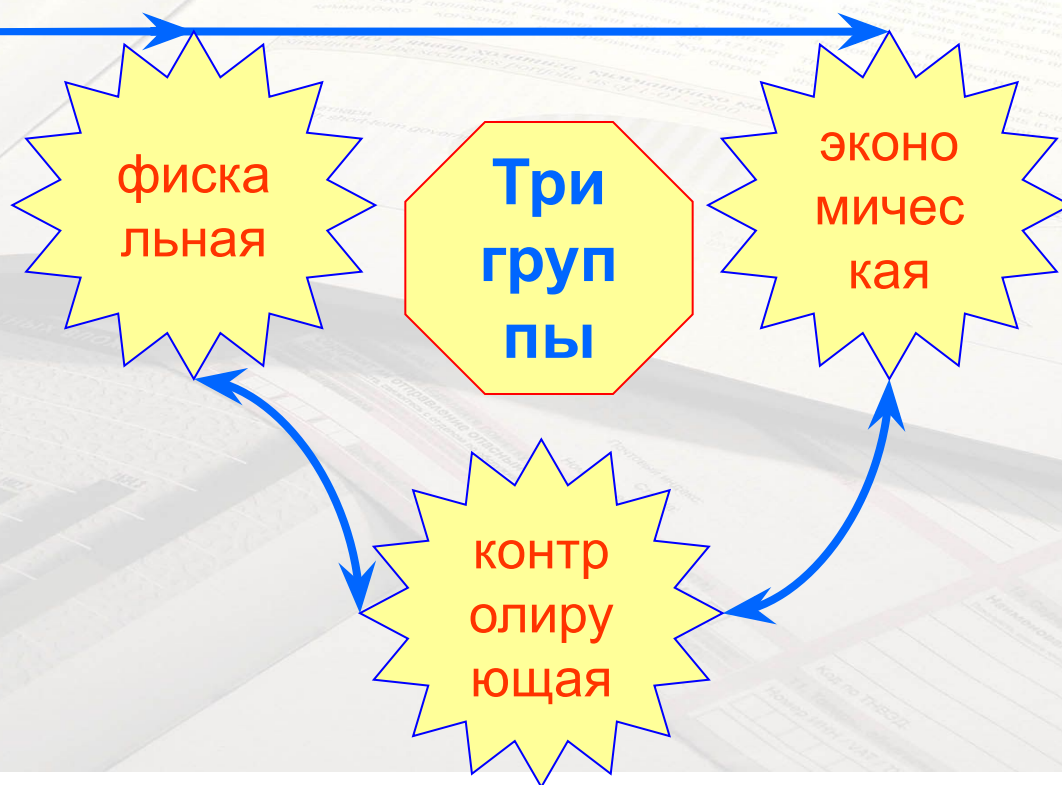 фиска
льная
Три
груп
пы
эконо
мичес
кая
контр
олиру
ющая